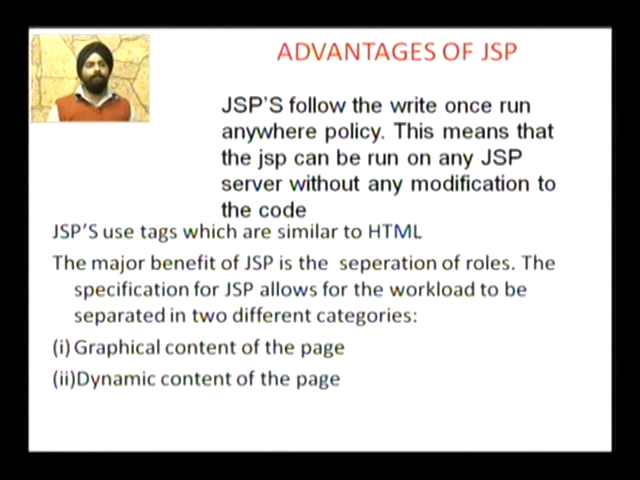 ADVANTAGES OF JSP
JSP'S follow the write once run
anywhere policy. This means that
the jsp can be run on any JSP
server without any modification to
the code
JSP'S use tags which are similar to HTML
The major benefit of JSP is the seperation of roles. The
specification for JSP allows for the workload to be
separated in two different categories:
(i) Graphical content of the page
(ii)Dynamic content of the page